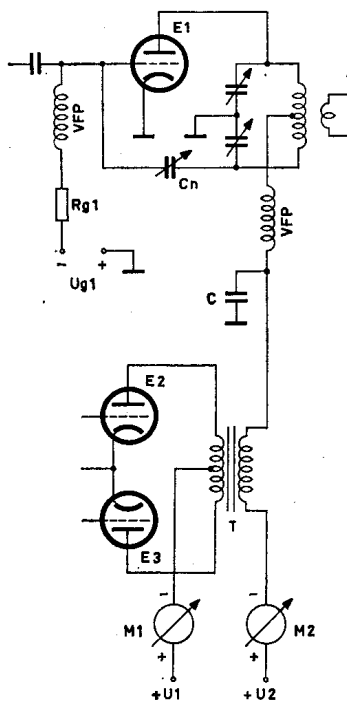 E1
VFP
Cn
Rg1
- +
Ug1
VFP
C
E2
E3
T
M1
-
+
M2
-
+
+U1
+U2